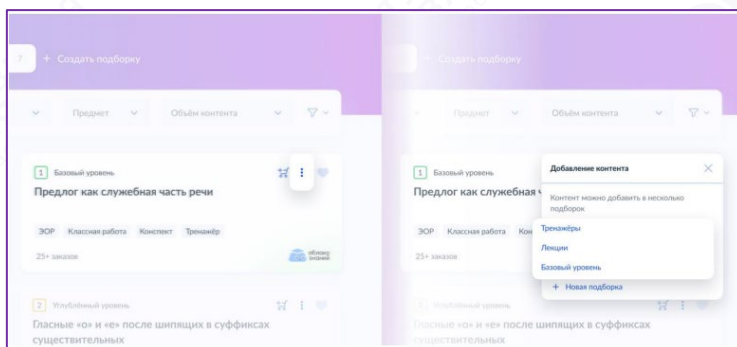 ?
+ Создать подборку
Предмет
Объём контента
1 Базовый уровень
Предлог как служебная часть речи
ЭОР Классная работа Конспект Тренажёр
25+ заказов
облако знаний
2 Углублённый уровень
Гласные «о» и «е» после шипящих в суффиксах
существительных
+ Создать подборку
Предмет
Объём контента
1 Базовый уровень
Предлог как служебная ч
ЭОР Классная работа Кон
25+ заказов
Добавление контента
Контент можно добавить в несколько
подборок
Тренажёры
Лекции
Базовый уровень
+ Новая подборка
Углублённый уровень
Гласные «о» и «е» после шипящих в суффиксах
существительных